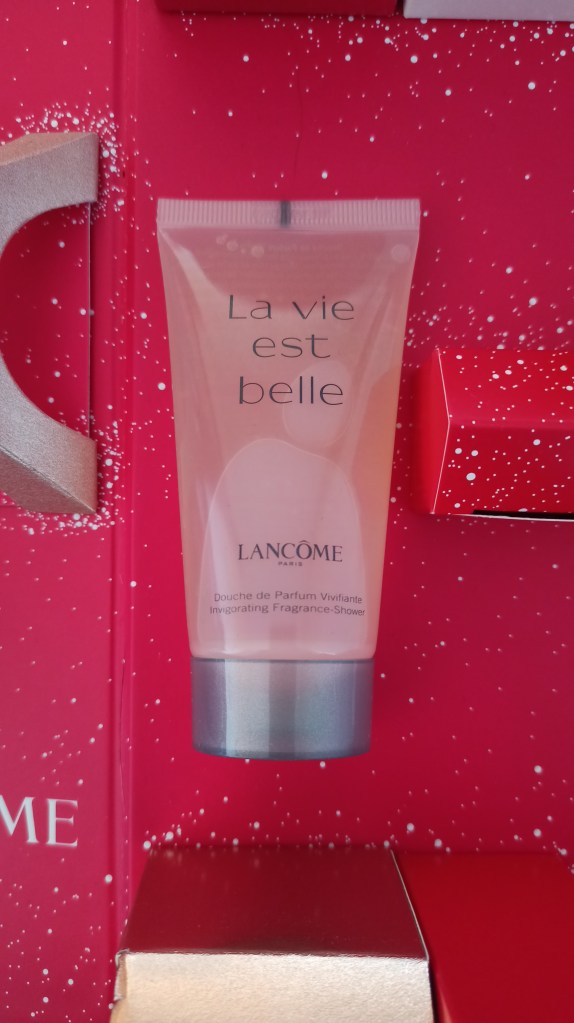 La vie
est
belle
LANCÔME
PARIS
Douche de Parfum Vivifiante
Invigorating Fragrance-Shower
ME